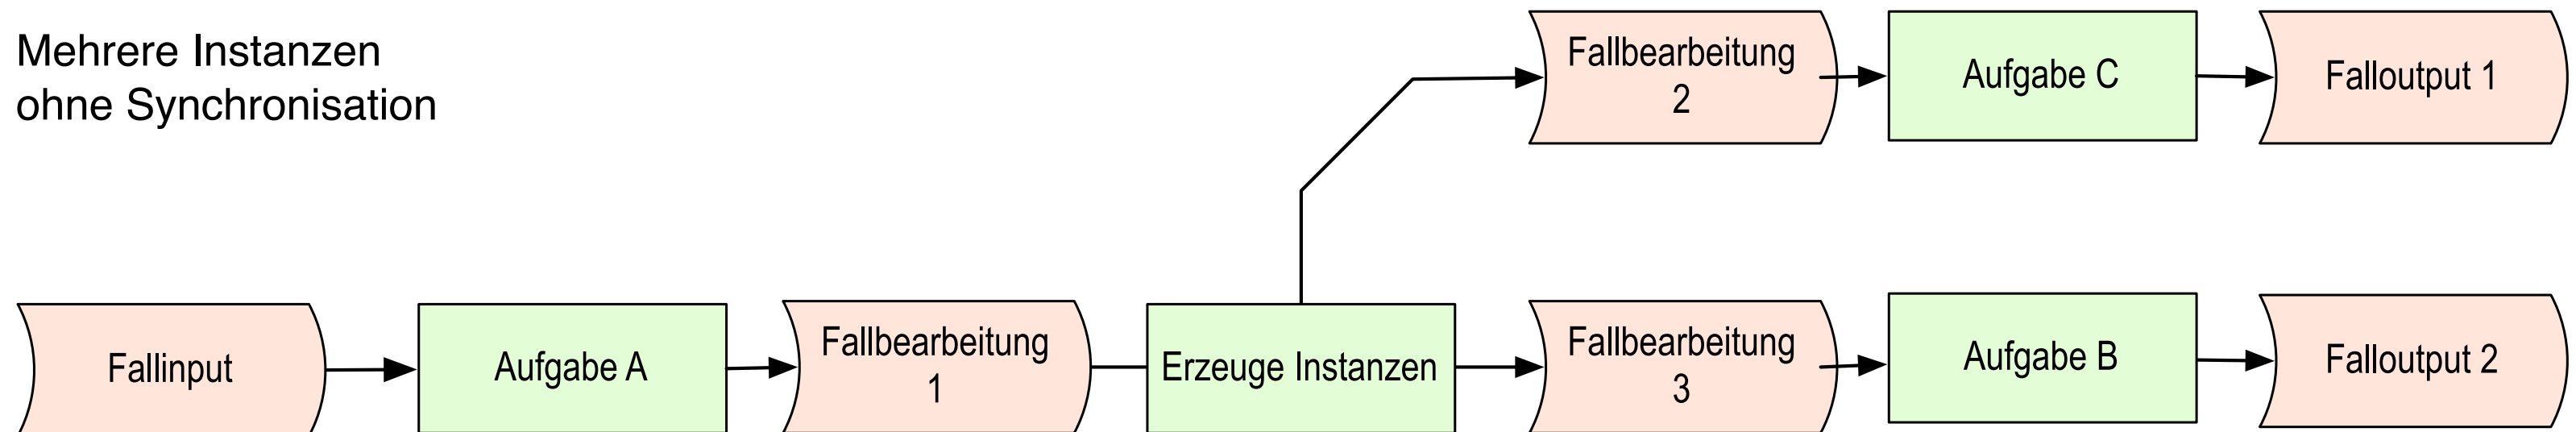 Mehrere Instanzen
ohne Synchronisation
Fallbearbeitung
2
Aufgabe C
Falloutput 1
Fallinput
Aufgabe A
Fallbearbeitung
1
Erzeuge Instanzen
Fallbearbeitung
3
Aufgabe B
Falloutput 2